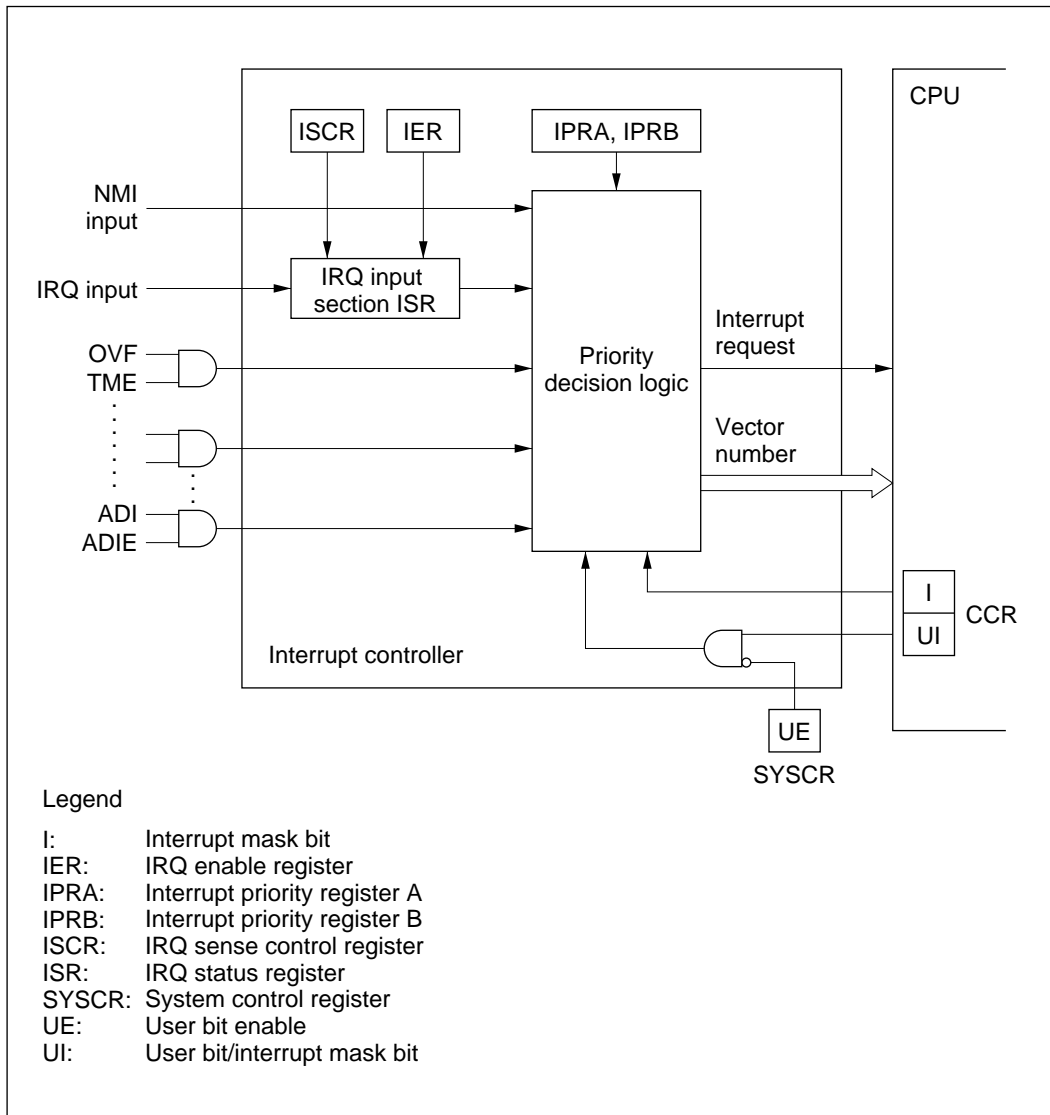 CPU
ISCR
IER
IPRA, IPRB
NMI
input
IRQ input
IRQ input
section ISR
OVF
TME
Priority
decision logic
Interrupt
request
Vector
number
ADI
ADIE
I
UI
CCR
Interrupt controller
UE
SYSCR
Legend
I: Interrupt mask bit
IER: IRQ enable register
IPRA: Interrupt priority register A
IPRB: Interrupt priority register B
ISCR: IRQ sense control register
ISR: IRQ status register
SYSCR: System control register
UE: User bit enable
UI: User bit/interrupt mask bit